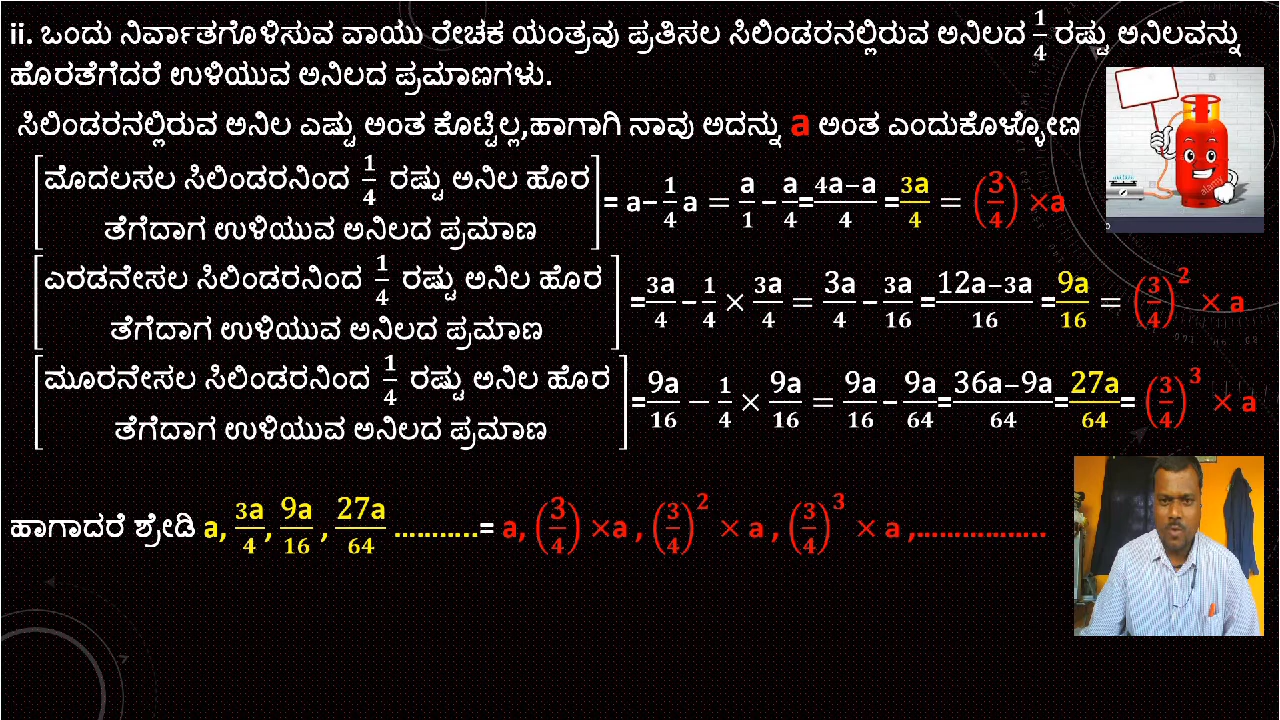 ii. ಒಂದು ನಿರ್ವಾತಗೊಳಿಸುವ ವಾಯು ರೇಚಕ ಯಂತ್ರವು ಪ್ರತಿಸಲ ಸಿಲಿಂಡರನಲ್ಲಿರುವ ಅನಿಲದ 1/4 ರಷ್ಟು ಅನಿಲವನ್ನು
ಹೊರತೆಗೆದರೆ ಉಳಿಯುವ ಅನಿಲದ ಪ್ರಮಾಣಗಳು.
ಸಿಲಿಂಡರನಲ್ಲಿರುವ ಅನಿಲ ಎಷ್ಟು ಅಂತ ಕೊಟ್ಟಿಲ್ಲ,ಹಾಗಾಗಿ ನಾವು ಅದನ್ನು a ಅಂತ ಎಂದುಕೊಳ್ಳೋಣ
[ಮೊದಲಸಲ ಸಿಲಿಂಡರನಿಂದ 1/4 ರಷ್ಟು ಅನಿಲ ಹೊರ
ತೆಗೆದಾಗ ಉಳಿಯುವ ಅನಿಲದ ಪ್ರಮಾಣ] = a− 1/4 a = a/1 − a/4 = (4a−a)/4 = 3a/4 = (3/4) ×a
[ಎರಡನೇಸಲ ಸಿಲಿಂಡರನಿಂದ 1/4 ರಷ್ಟು ಅನಿಲ ಹೊರ
ತೆಗೆದಾಗ ಉಳಿಯುವ ಅನಿಲದ ಪ್ರಮಾಣ] = 3a/4 − 1/4 × 3a/4 = 3a/4 − 3a/16 = (12a−3a)/16 = 9a/16 = (3/4)² × a
[ಮೂರನೇಸಲ ಸಿಲಿಂಡರನಿಂದ 1/4 ರಷ್ಟು ಅನಿಲ ಹೊರ
ತೆಗೆದಾಗ ಉಳಿಯುವ ಅನಿಲದ ಪ್ರಮಾಣ] = 9a/16 − 1/4 × 9a/16 = 9a/16 − 9a/64 = (36a−9a)/64 = 27a/64 = (3/4)³ × a
ಹಾಗಾದರೆ ಶ್ರೇಡಿ a, 3a/4, 9a/16 , 27a/64 ...........= a, (3/4) ×a , (3/4)² × a , (3/4)³ × a ,.................
alamy